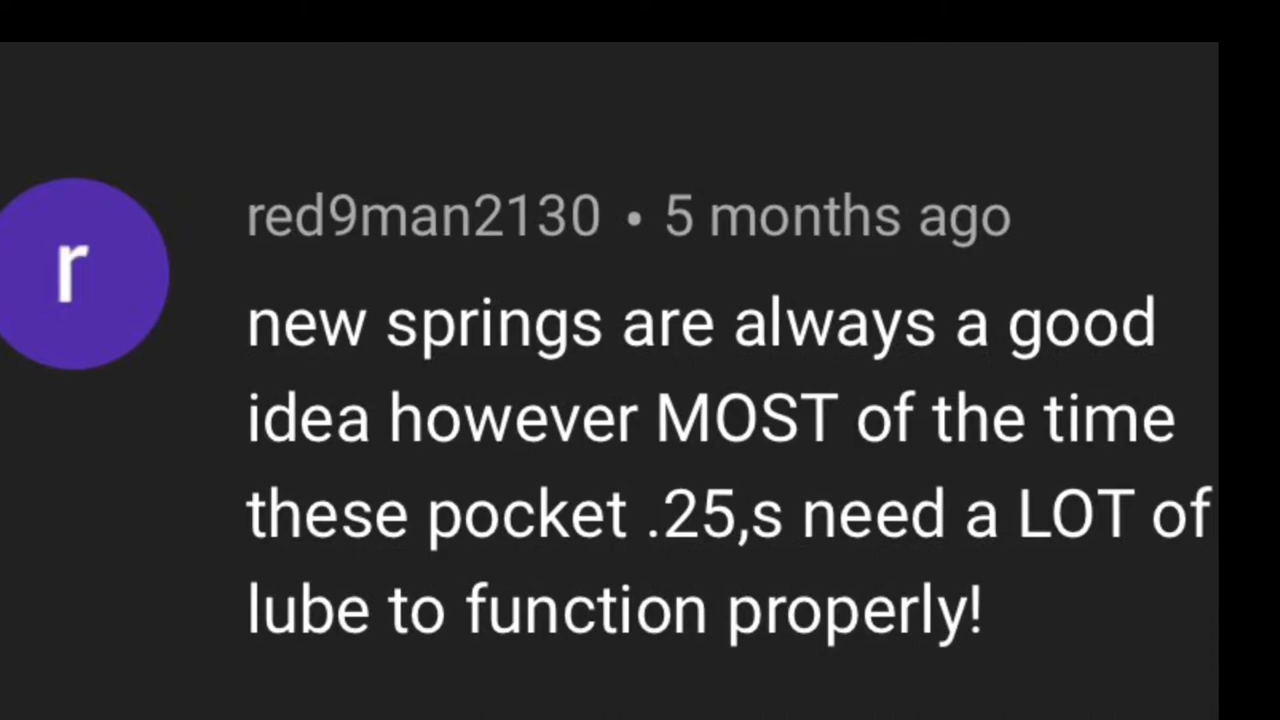 r
red9man2130 • 5 months ago
new springs are always a good
idea however MOST of the time
these pocket .25,s need a LOT of
lube to function properly!